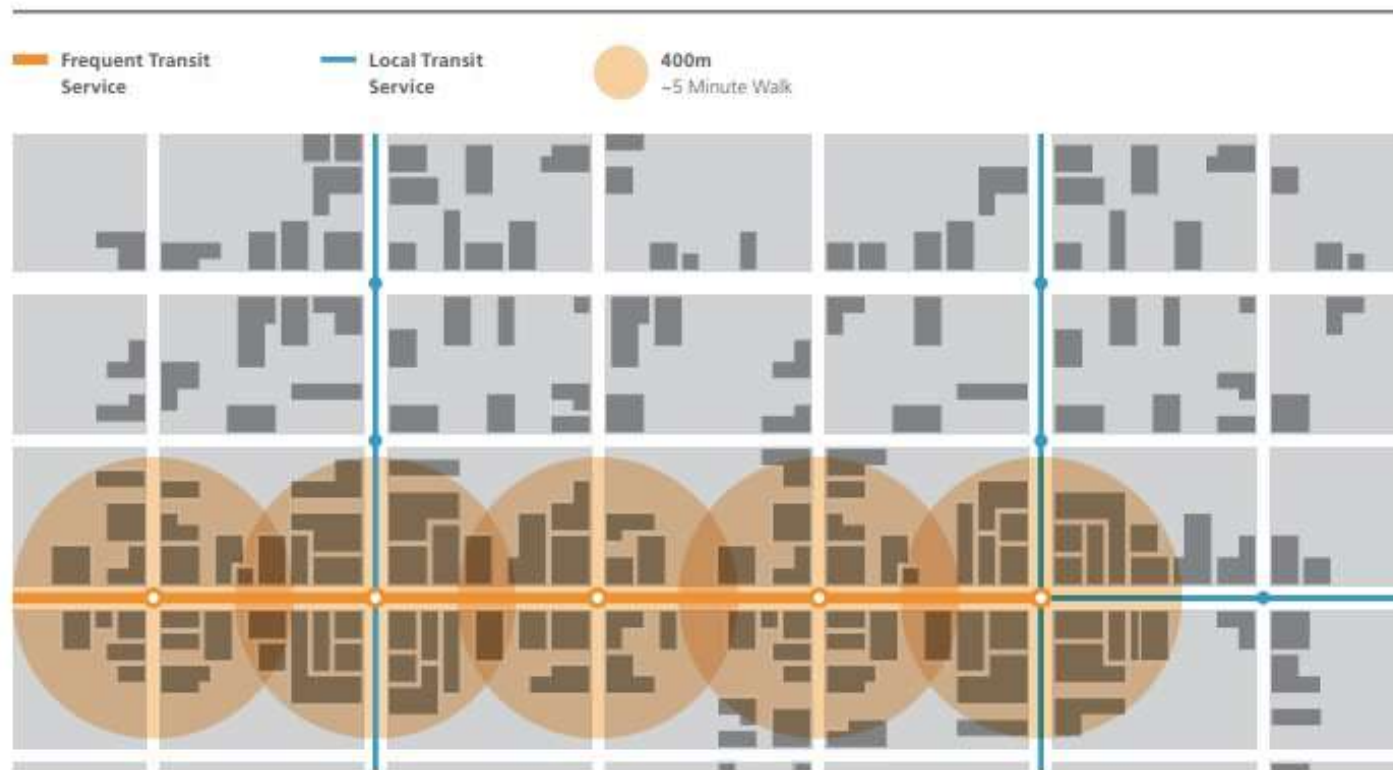 Frequent Transit
Service
Local Transit
Service
400m
~5 Minute Walk